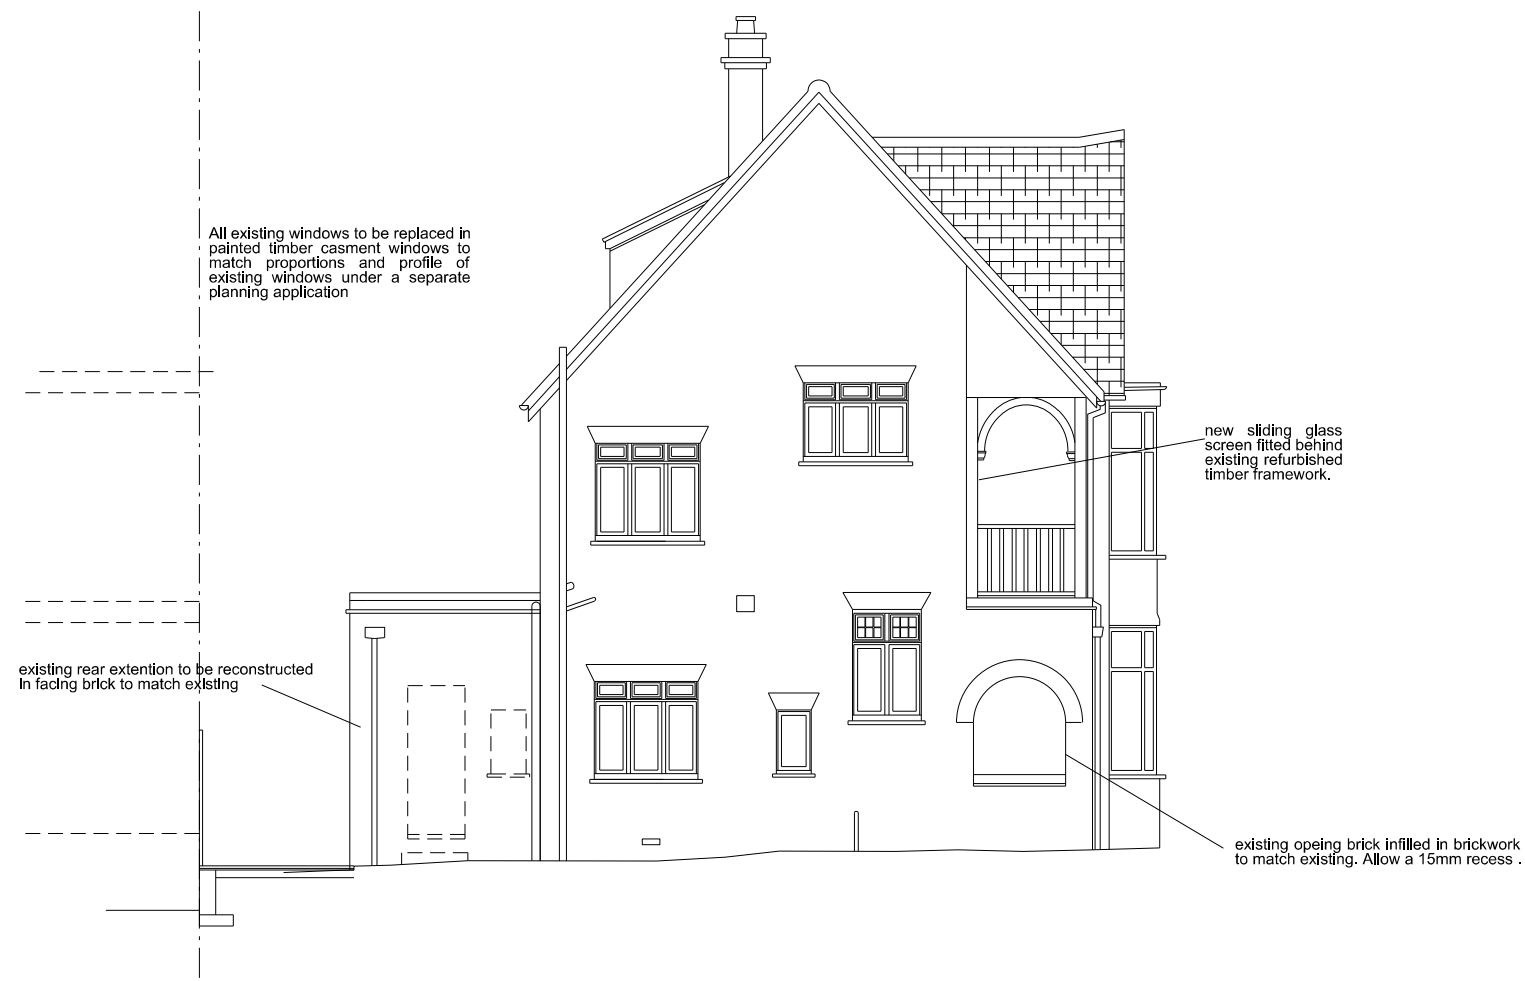 All existing windows to be replaced in
painted timber casment windows to
match proportions and profile of
existing windows under a separate
planning application
new sliding glass
screen fitted behind
existing refurbished
timber framework.
existing rear extention to be reconstructed
in facing brick to match existing
existing opeing brick infilled in brickwork
to match existing. Allow a 15mm recess .